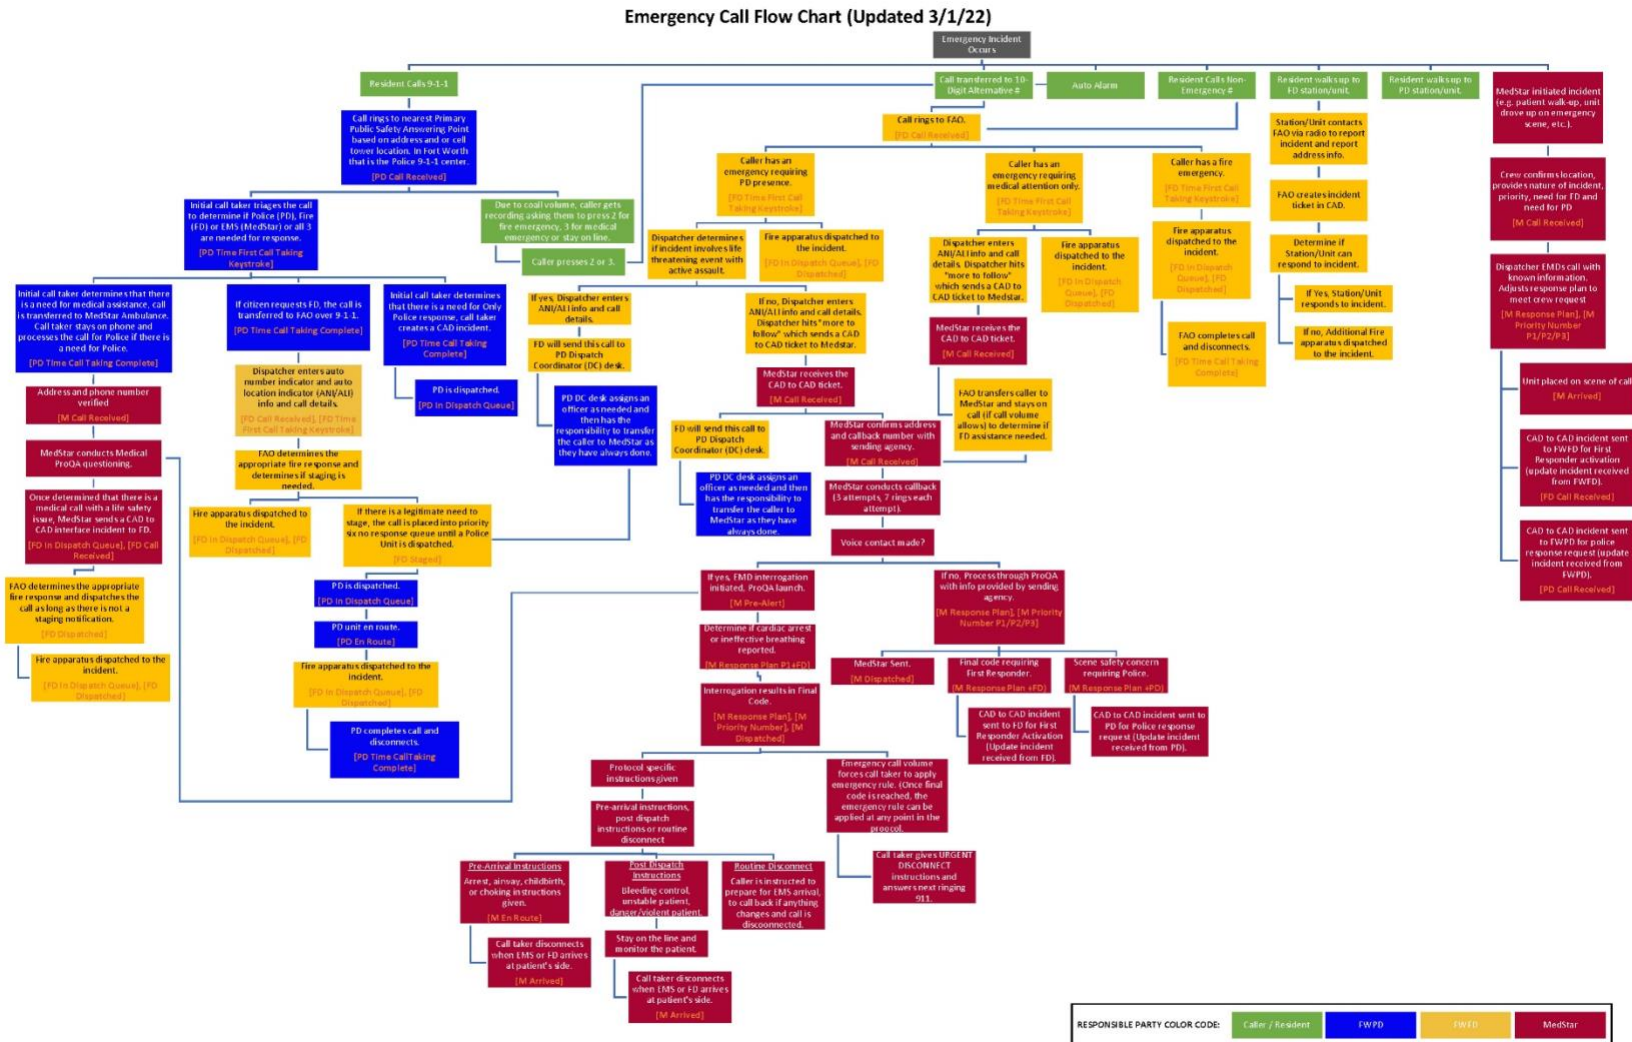 Emergency Call Flow Chart (Updated 3/1/22)
Emergency Incident
Occurs
Resident Calls 9-1-1
Call transferred to 10-
Digit Alternative #
Auto Alarm
Resident Calls Non-
Emergency #
Resident walks up to
FD station/unit.
Resident walks up to
PD station/unit.
MedStar initiated incident
(e.g. patient walk-up, unit
drove up on emergency
scene, etc.).
Call rings to nearest Primary
Public Safety Answering Point
based on address and or cell
tower location. In Fort Worth
that is the Police 9-1-1 center.
[PD Call Received]
Call rings to FAO.
[FD Call Received]
Station/Unit contacts
FAO via radio to report
incident and report
address info.
Crew confirms location,
provides nature of incident,
priority, need for FD and
need for PD
[M Call Received]
Initial call taker triages the
call to determine if Police (PD), Fire
(FD) or EMS (MedStar) or all 3
are needed for response.
[PD Time First Call Taking
Keystroke]
Due to coal volume, caller gets
recording asking them to press 2 for
fire emergency, 3 for medical
emergency or stay on line.
Caller presses 2 or 3.
Caller has an
emergency requiring
PD presence.
[FD Time First Call
Taking Keystroke]
Caller has an
emergency requiring
medical attention only.
[FD Time First Call
Taking Keystroke]
Caller has a fire
emergency.
[FD Time First Call
Taking Keystroke]
FAO creates incident
ticket in CAD.
Determine if
Station/Unit can
respond to incident.
If Yes, Station/Unit
responds to incident.
If no, Additional Fire
apparatus dispatched to
the incident.
Dispatcher EMDs call with
known information.
Adjusts response plan to
meet crew request
[M Response Plan], [M
Priority Number
P1/P2/P3]
Unit placed on scene of call
[M Arrived]
CAD to CAD incident sent
to FWFD for First
Responder activation
(update incident received
from FWFD).
[FD Call Received]
CAD to CAD incident sent
to FWPD for police
response request (update
incident received from
FWPD).
[PD Call Received]
Initial call taker determines that there
is a need for medical assistance, call
is transferred to MedStar Ambulance.
Call taker stays on phone and
processes the call for Police if there is
a need for Police.
[PD Time Call Taking Complete]
If citizen requests FD, the call is
transferred to FAO over 9-1-1.
[PD Time Call Taking Complete]
Initial call taker determines
that there is a need for Only
Police response, call taker
creates a CAD incident.
[PD Time Call Taking
Complete]
PD is dispatched.
[PD In Dispatch Queue]
Dispatcher determines
if incident involves life
threatening event with
active assault.
Fire apparatus dispatched to
the incident.
[FD In Dispatch Queue], [FD
Dispatched]
Dispatcher enters
ANI/ALI info and call
details. Dispatcher hits
"more to follow"
which sends a CAD to
CAD ticket to Medstar.
Fire apparatus
dispatched to the
incident.
[FD In Dispatch
Queue], [FD Dispatched]
Fire apparatus
dispatched to the
incident.
[FD In Dispatch
Queue], [FD
Dispatched]
FAO completes call
and disconnects.
[FD Time Call Taking
Complete]
If yes, Dispatcher enters
ANI/ALI info and call
details.
FD will send this call to
PD Dispatch
Coordinator (DC) desk.
PD DC desk assigns an
officer as needed and
then has the
responsibility to transfer
the caller to MedStar as
they have always done.
If no, Dispatcher enters
ANI/ALI info and call details.
Dispatcher hits "more to
follow" which sends a CAD
to CAD ticket to Medstar.
MedStar receives the
CAD to CAD ticket.
[M Call Received]
MedStar receives the
CAD to CAD ticket.
[M Call Received]
FAO transfers caller to
MedStar and stays on
call (if call volume
allows) to determine if
FD assistance needed.
FD will send this call to
PD Dispatch
Coordinator (DC) desk.
PD DC desk assigns an
officer as needed and then
has the responsibility to
transfer the caller to
MedStar as they have
always done.
MedStar confirms address
and callback number with
sending agency.
[M Call Received]
MedStar conducts callback
(3 attempts, 7 rings each
attempt).
Voice contact made?
Address and phone number
verified
[M Call Received]
MedStar conducts Medical
ProQA questioning.
Once determined that there is a
medical call with a life safety
issue, MedStar sends a CAD to
CAD interface incident to FD.
[FD In Dispatch Queue], [FD Call
Received]
FAO determines the appropriate
fire response and dispatches the
call as long as there is not a
staging notification.
[FD Dispatched]
Fire apparatus dispatched to the
incident.
[FD In Dispatch Queue], [FD
Dispatched]
Dispatcher enters auto
number indicator and auto
location indicator (ANI/ALI)
info and call details.
[FD Call Received], [FD Time
First Call Taking Keystroke]
FAO determines the
appropriate fire response and
determines if staging is
needed.
Fire apparatus dispatched to
the incident.
[FD In Dispatch Queue], [FD
Dispatched]
If there is a legitimate need to
stage, the call is placed into priority
six no response queue until a Police
Unit is dispatched.
[FD Staged]
PD is dispatched.
[PD In Dispatch Queue]
PD unit en route.
[PD En Route]
Fire apparatus dispatched to the
incident.
[FD In Dispatch Queue], [FD
Dispatched]
PD completes call and
disconnects.
[PD Time CallTaking
Complete]
If yes, EMD interrogation
initiated, ProQA launch.
[M Pre-Alert]
Determine if cardiac arrest
or ineffective breathing
reported.
[M Response Plan P1+FD]
Interrogation results in Final
Code.
[M Response Plan], [M
Priority Number], [M
Dispatched]
If no, Process through ProQA
with info provided by sending
agency.
[M Response Plan], [M Priority
Number P1/P2/P3]
MedStar Sent.
[M Dispatched]
Final code requiring
First Responder.
[M Response Plan +FD]
Scene safety concern
requiring Police.
[M Response Plan +PD]
CAD to CAD incident
sent to FD for First
Responder Activation
(Update incident
received from FD).
CAD to CAD incident sent to
PD for Police response
request (Update incident
received from PD).
Protocol specific
instructions given
Pre-arrival instructions,
post dispatch
instructions or routine
disconnect
Emergency call volume
forces call taker to apply
emergency rule. (Once final
code is reached, the
emergency rule can be
applied at any point in the
proocol.
Call taker gives URGENT
DISCONNECT
instructions and
answers next ringing
911.
Pre-Arrival Instructions
Arrest, airway, childbirth,
or choking instructions
given.
[M En Route]
Call taker disconnects
when EMS or FD arrives
at patient's side.
[M Arrived]
Post Dispatch
Instructions
Bleeding control,
unstable patient,
danger/violent patient.
Stay on the line and
monitor the patient.
Call taker disconnects
when EMS or FD arrives
at patient's side.
[M Arrived]
Routine Disconnect
Caller is instructed to
prepare for EMS arrival,
to call back if anything
changes and call is
discoonnected.
RESPONSIBLE PARTY COLOR CODE:
Caller / Resident
FWPD
FWFD
MedStar